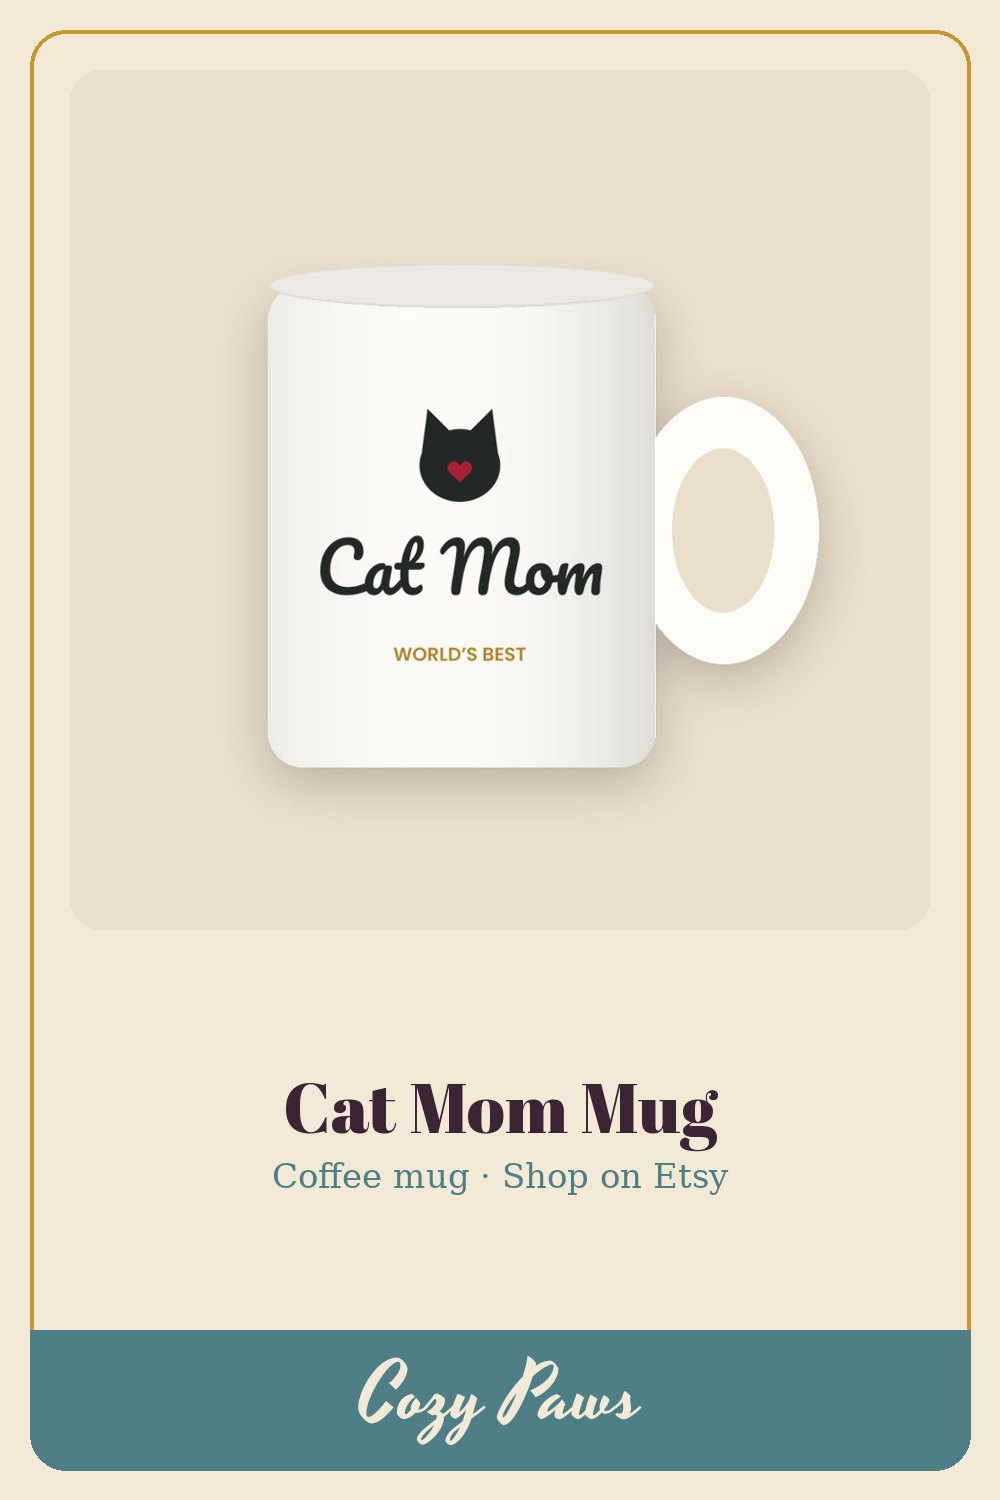 Cat Mom
WORLD’S BEST
Cat Mom Mug
Coffee mug · Shop on Etsy
Cozy Paws